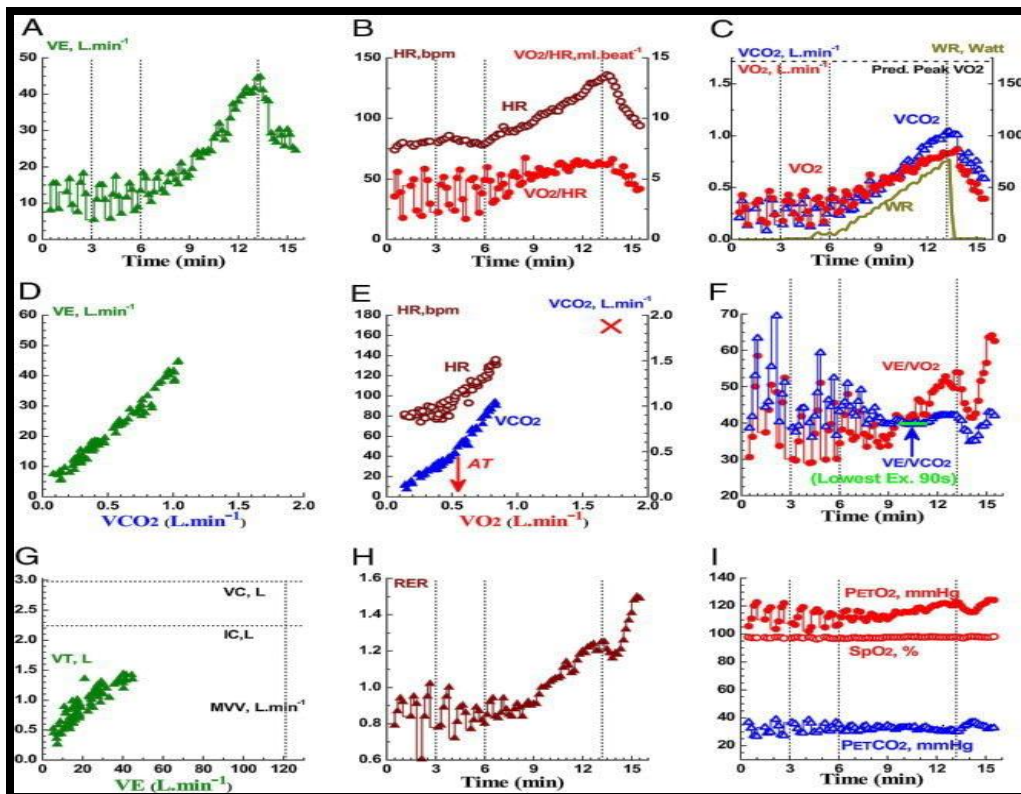 A
VE, L.min⁻¹
50
40
30
20
10
0
0 3 6 9 12 15
Time (min)
B
HR,bpm
VO₂/HR,ml.beat⁻¹
150
100
50
0
15
10
5
0
HR
VO₂/HR
0 3 6 9 12 15
Time (min)
C
VCO₂, L.min⁻¹
WR, Watt
VO₂, L.min⁻¹
Pred. Peak VO2
1.5
1.0
0.5
0.0
150
100
50
0
VCO₂
VO₂
WR
0 3 6 9 12 15
Time (min)
D
VE, L.min⁻¹
60
50
40
30
20
10
0
0 1 2
VCO₂ (L.min⁻¹)
E
HR,bpm
VCO₂, L.min⁻¹
180
160
140
120
100
80
60
40
20
0
2.0
1.5
1.0
0.5
0.0
HR
VCO₂
AT
0.0 0.5 1.0 1.5 2.0
VO₂ (L.min⁻¹)
F
70
60
50
40
30
20
VE/VO₂
VE/VCO₂
(Lowest Ex. 90s)
0 3 6 9 12 15
Time (min)
G
3.0
2.5
2.0
1.5
1.0
0.5
0.0
VC, L
IC,L
VT, L
MVV, L.min⁻¹
0 20 40 60 80 100 120
VE (L.min⁻¹)
H
RER
1.6
1.4
1.2
1.0
0.8
0.6
0 3 6 9 12 15
Time (min)
I
140
120
100
80
60
40
20
PETO₂, mmHg
SpO₂, %
PETCO₂, mmHg
0 3 6 9 12 15
Time (min)